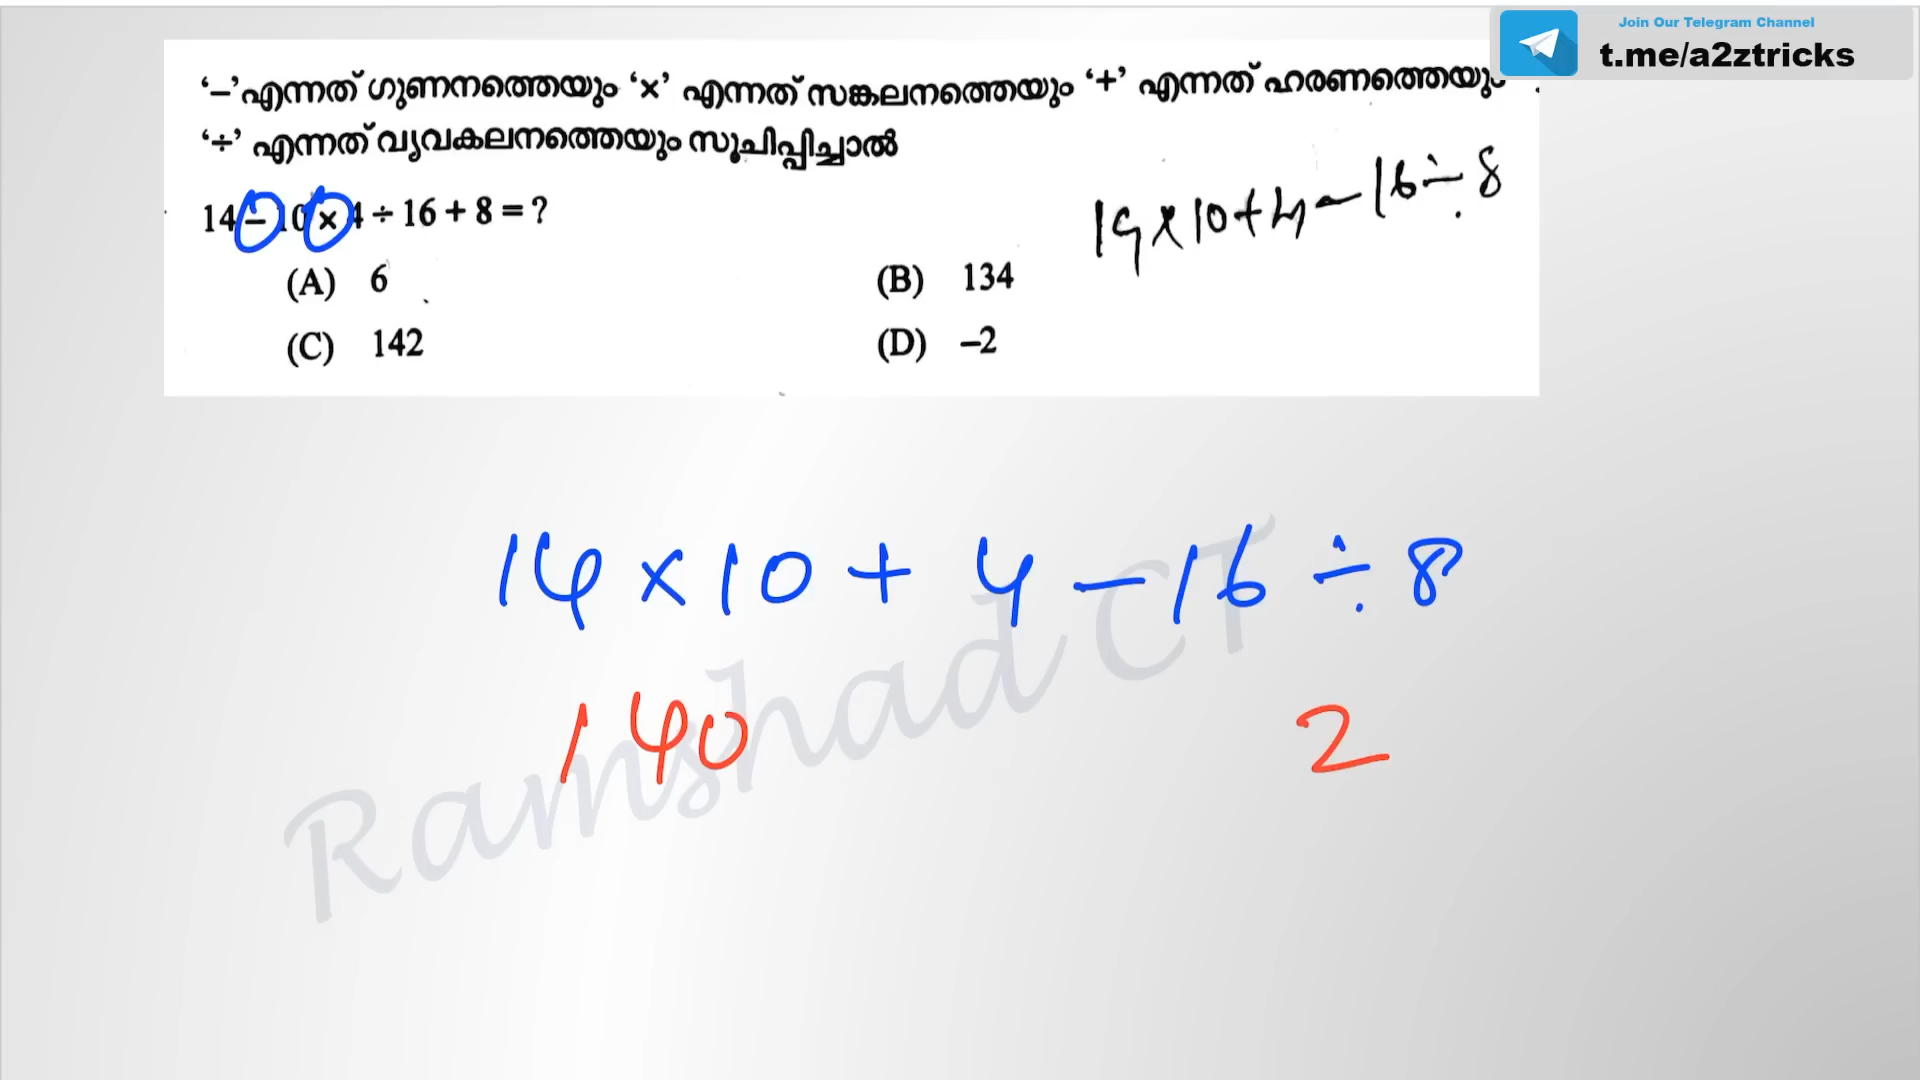 Join Our Telegram Channel
t.me/a2ztricks
‘–’എന്നത് ഗുണനത്തെയും ‘×’ എന്നത് സങ്കലനത്തെയും ‘+’ എന്നത് ഹരണത്തെയും
‘÷’ എന്നത് വ്യവകലനത്തെയും സൂചിപ്പിച്ചാൽ
14 – 10 × 4 ÷ 16 + 8 = ?
14×10+4–16÷8
(A) 6 (B) 134
(C) 142 (D) –2
14 × 10 + 4 – 16 ÷ 8
140 2
Ramshad CT